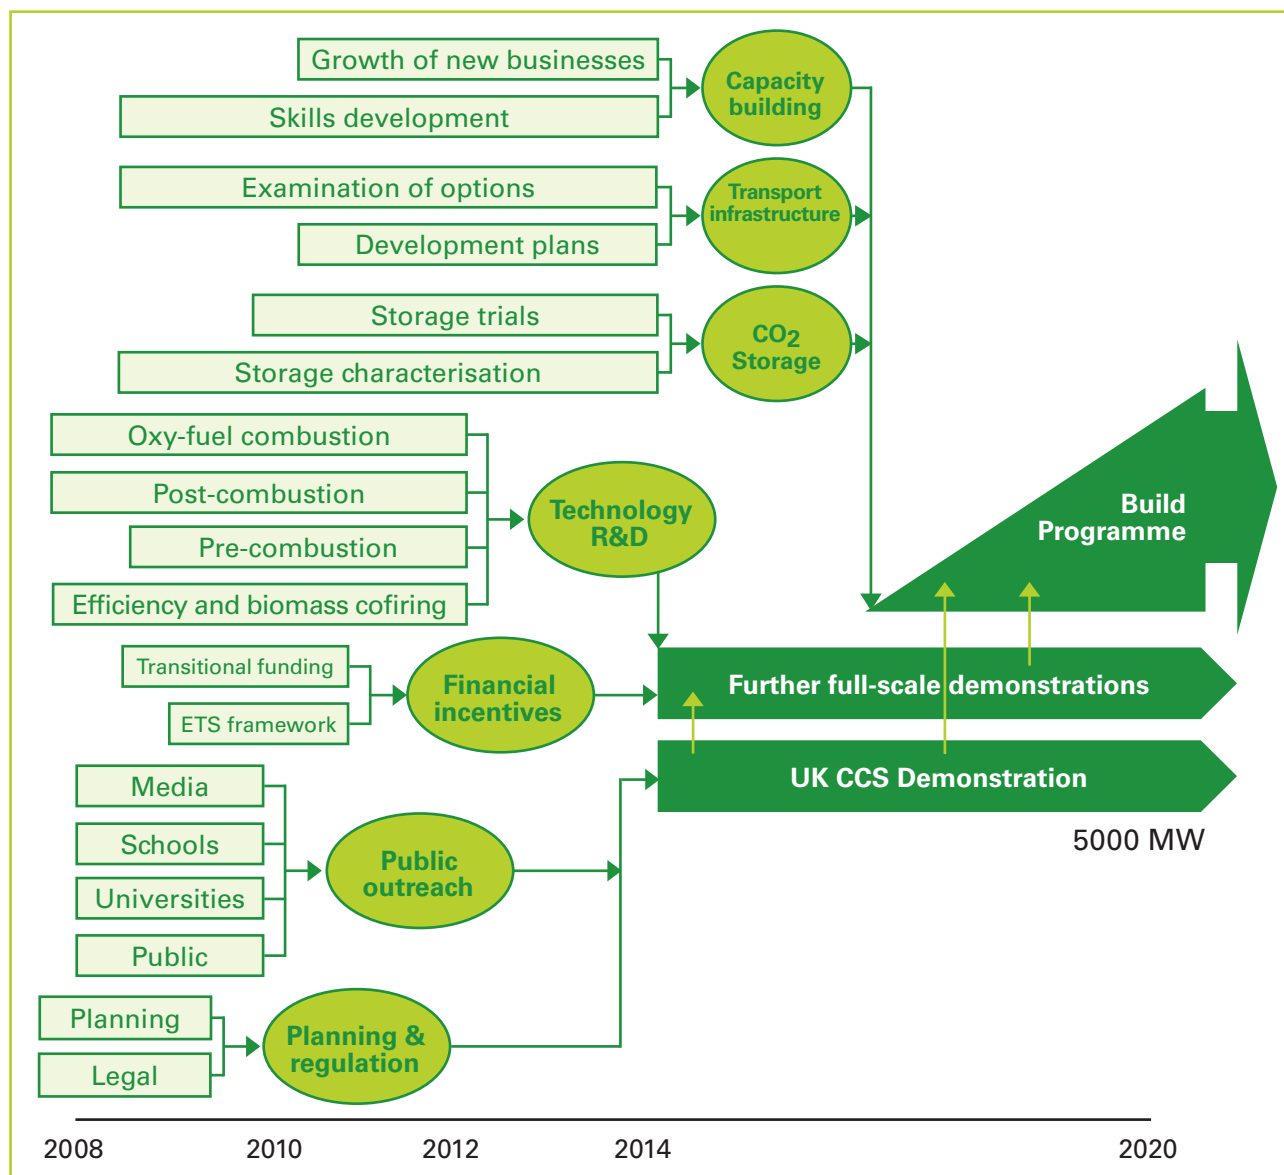 Growth of new businesses
Skills development
Capacity
building
Examination of options
Development plans
Transport
infrastructure
Storage trials
Storage characterisation
CO2
Storage
Oxy-fuel combustion
Post-combustion
Pre-combustion
Efficiency and biomass cofiring
Technology
R&D
Build
Programme
Transitional funding
ETS framework
Financial
incentives
Further full-scale demonstrations
UK CCS Demonstration
5000 MW
Media
Schools
Universities
Public
Public
outreach
Planning
Legal
Planning &
regulation
2008 2010 2012 2014 2020